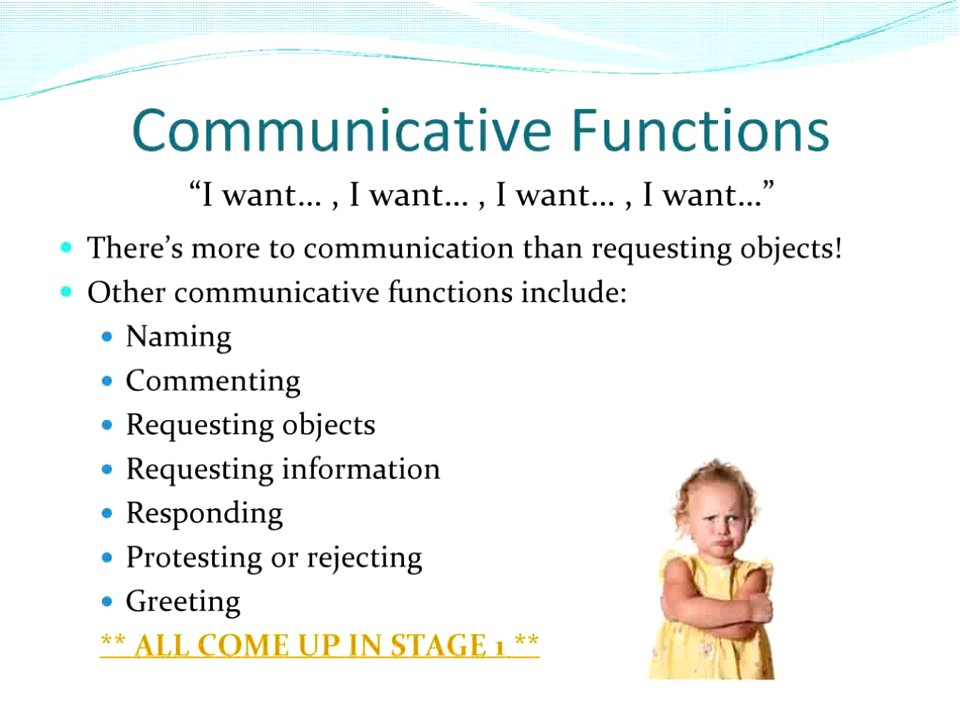 Communicative Functions
“I want… , I want… , I want… , I want…”
There’s more to communication than requesting objects!
Other communicative functions include:
Naming
Commenting
Requesting objects
Requesting information
Responding
Protesting or rejecting
Greeting
** ALL COME UP IN STAGE 1 **